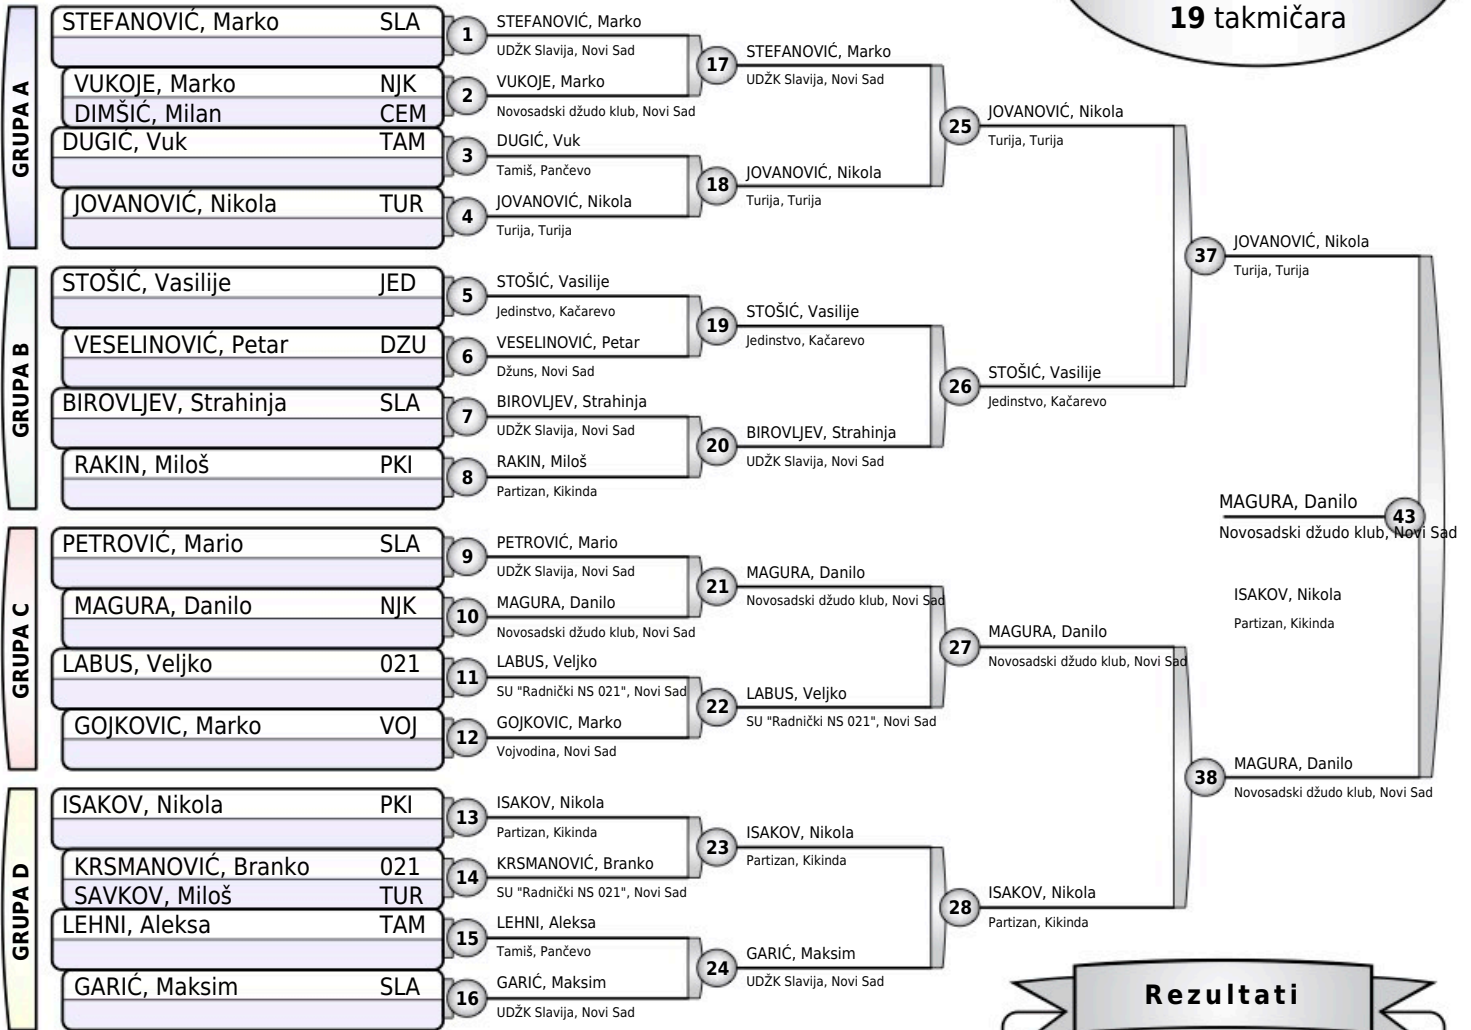 19 takmičara
GRUPA A
STEFANOVIĆ, Marko SLA
VUKOJE, Marko NJK
DIMŠIĆ, Milan CEM
DUGIĆ, Vuk TAM
JOVANOVIĆ, Nikola TUR
GRUPA B
STOŠIĆ, Vasilije JED
VESELINOVIĆ, Petar DZU
BIROVLJEV, Strahinja SLA
RAKIN, Miloš PKI
GRUPA C
PETROVIĆ, Mario SLA
MAGURA, Danilo NJK
LABUS, Veljko 021
GOJKOVIC, Marko VOJ
GRUPA D
ISAKOV, Nikola PKI
KRSMANOVIĆ, Branko 021
SAVKOV, Miloš TUR
LEHNI, Aleksa TAM
GARIĆ, Maksim SLA
1
STEFANOVIĆ, Marko
UDŽK Slavija, Novi Sad
2
VUKOJE, Marko
Novosadski džudo klub, Novi Sad
3
DUGIĆ, Vuk
Tamiš, Pančevo
4
JOVANOVIĆ, Nikola
Turija, Turija
5
STOŠIĆ, Vasilije
Jedinstvo, Kačarevo
6
VESELINOVIĆ, Petar
Džuns, Novi Sad
7
BIROVLJEV, Strahinja
UDŽK Slavija, Novi Sad
8
RAKIN, Miloš
Partizan, Kikinda
9
PETROVIĆ, Mario
UDŽK Slavija, Novi Sad
10
MAGURA, Danilo
Novosadski džudo klub, Novi Sad
11
LABUS, Veljko
SU "Radnički NS 021", Novi Sad
12
GOJKOVIC, Marko
Vojvodina, Novi Sad
13
ISAKOV, Nikola
Partizan, Kikinda
14
KRSMANOVIĆ, Branko
SU "Radnički NS 021", Novi Sad
15
LEHNI, Aleksa
Tamiš, Pančevo
16
GARIĆ, Maksim
UDŽK Slavija, Novi Sad
17
STEFANOVIĆ, Marko
UDŽK Slavija, Novi Sad
18
JOVANOVIĆ, Nikola
Turija, Turija
19
STOŠIĆ, Vasilije
Jedinstvo, Kačarevo
20
BIROVLJEV, Strahinja
UDŽK Slavija, Novi Sad
21
MAGURA, Danilo
Novosadski džudo klub, Novi Sad
22
LABUS, Veljko
SU "Radnički NS 021", Novi Sad
23
ISAKOV, Nikola
Partizan, Kikinda
24
GARIĆ, Maksim
UDŽK Slavija, Novi Sad
25
JOVANOVIĆ, Nikola
Turija, Turija
26
STOŠIĆ, Vasilije
Jedinstvo, Kačarevo
27
MAGURA, Danilo
Novosadski džudo klub, Novi Sad
28
ISAKOV, Nikola
Partizan, Kikinda
37
JOVANOVIĆ, Nikola
Turija, Turija
MAGURA, Danilo
43
Novosadski džudo klub, Novi Sad
ISAKOV, Nikola
Partizan, Kikinda
38
MAGURA, Danilo
Novosadski džudo klub, Novi Sad
Rezultati